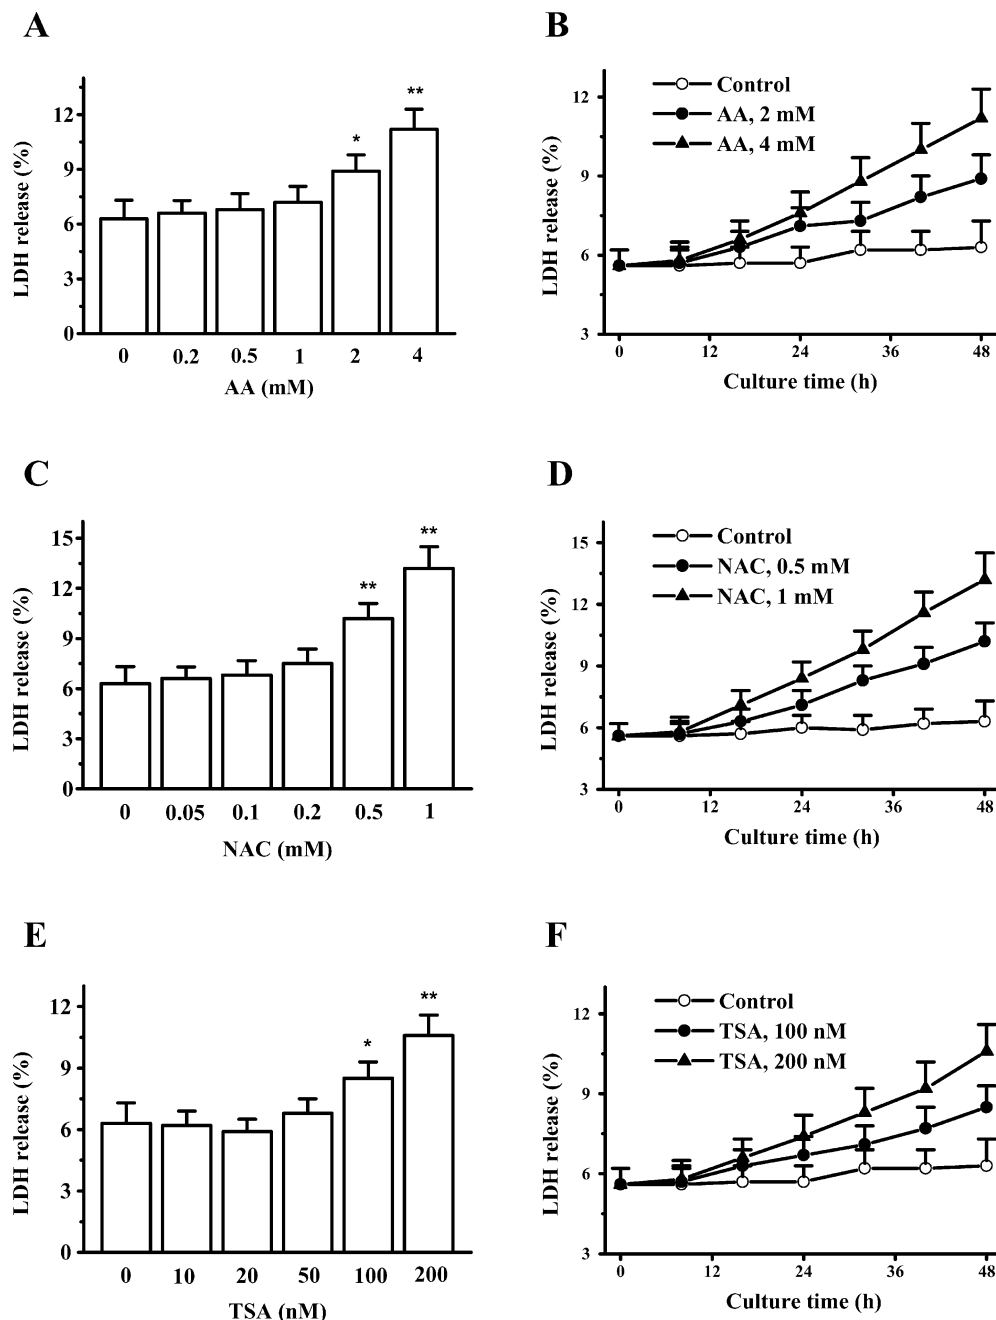 A
LDH release (%)
12
9
6
3
0
* **
0 0.2 0.5 1 2 4
AA (mM)
B
LDH release (%)
12
9
6
3
Control
AA, 2 mM
AA, 4 mM
0 12 24 36 48
Culture time (h)
C
LDH release (%)
15
12
9
6
3
0
** **
0 0.05 0.1 0.2 0.5 1
NAC (mM)
D
LDH release (%)
15
12
9
6
3
Control
NAC, 0.5 mM
NAC, 1 mM
0 12 24 36 48
Culture time (h)
E
LDH release (%)
12
9
6
3
0
* **
0 10 20 50 100 200
TSA (nM)
F
LDH release (%)
12
9
6
3
Control
TSA, 100 nM
TSA, 200 nM
0 12 24 36 48
Culture time (h)